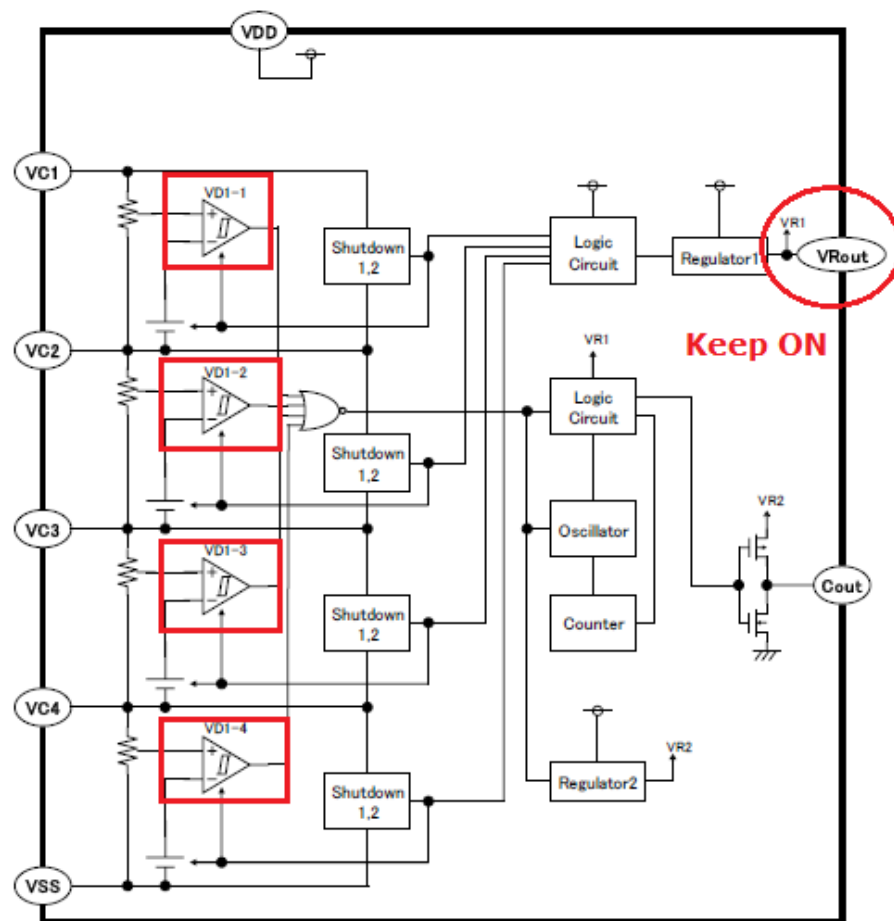 VDD
VC1
VD1-1
+
−
Shutdown
1,2
Logic
Circuit
Regulator1
VR1
VRout
Keep ON
VC2
VD1-2
+
−
Shutdown
1,2
VR1
Logic
Circuit
VR2
VC3
VD1-3
+
−
Oscillator
Shutdown
1,2
Counter
Cout
VC4
VD1-4
+
−
Shutdown
1,2
Regulator2
VR2
VSS